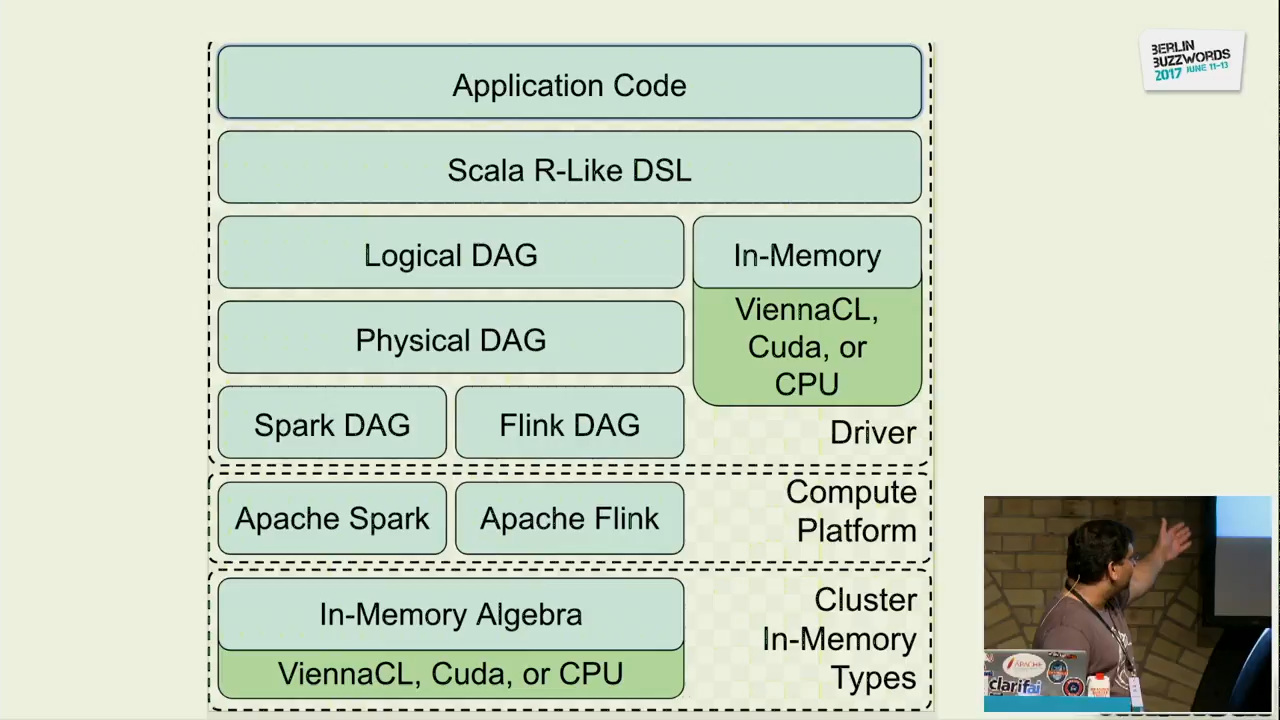 BERLIN
BUZZWORDS
2017 JUNE 11-13
Application Code
Scala R-Like DSL
Logical DAG
In-Memory
ViennaCL,
Cuda, or
CPU
Physical DAG
Spark DAG
Flink DAG
Driver
Apache Spark
Apache Flink
Compute
Platform
In-Memory Algebra
ViennaCL, Cuda, or CPU
Cluster
In-Memory
Types
APACHE
clarifai